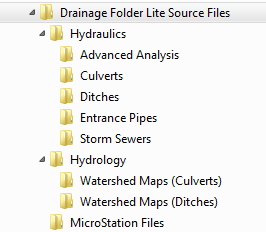 Drainage Folder Lite Source Files
Hydraulics
Advanced Analysis
Culverts
Ditches
Entrance Pipes
Storm Sewers
Hydrology
Watershed Maps (Culverts)
Watershed Maps (Ditches)
MicroStation Files